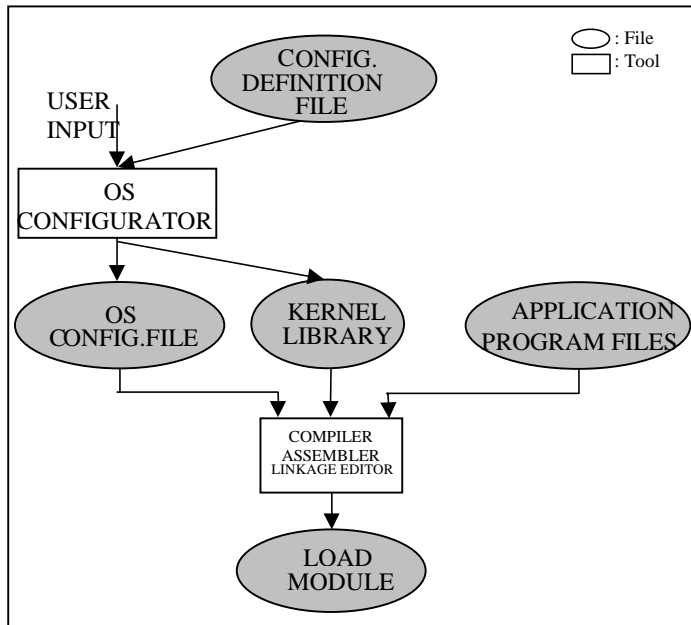 CONFIG.
DEFINITION
FILE
: File
: Tool
USER
INPUT
OS
CONFIGURATOR
OS
CONFIG.FILE
KERNEL
LIBRARY
APPLICATION
PROGRAM FILES
COMPILER
ASSEMBLER
LINKAGE EDITOR
LOAD
MODULE